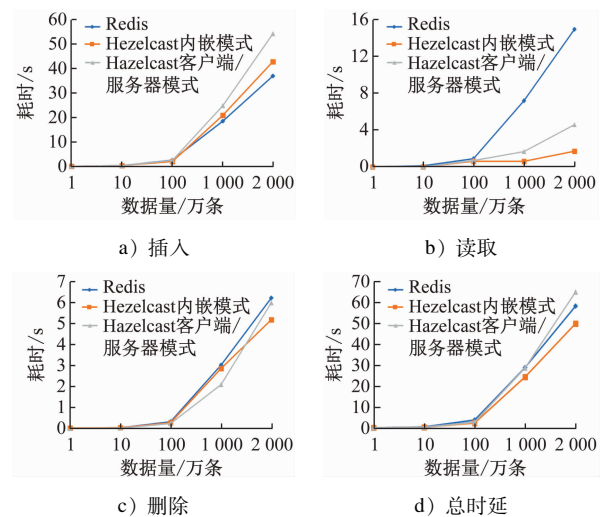 60
50
40
30
20
10
0
耗时/s
Redis
Hezelcast内嵌模式
Hazelcast客户端/
服务器模式
1 10 100 1 000 2 000
数据量/万条
a）插入
16
12
8
4
0
耗时/s
Redis
Hezelcast内嵌模式
Hazelcast客户端/
服务器模式
1 10 100 1 000 2 000
数据量/万条
b）读取
7
6
5
4
3
2
1
0
耗时/s
Redis
Hezelcast内嵌模式
Hazelcast客户端/
服务器模式
1 10 100 1 000 2 000
数据量/万条
c）删除
70
60
50
40
30
20
10
0
耗时/s
Redis
Hezelcast内嵌模式
Hazelcast客户端/
服务器模式
1 10 100 1 000 2 000
数据量/万条
d）总时延